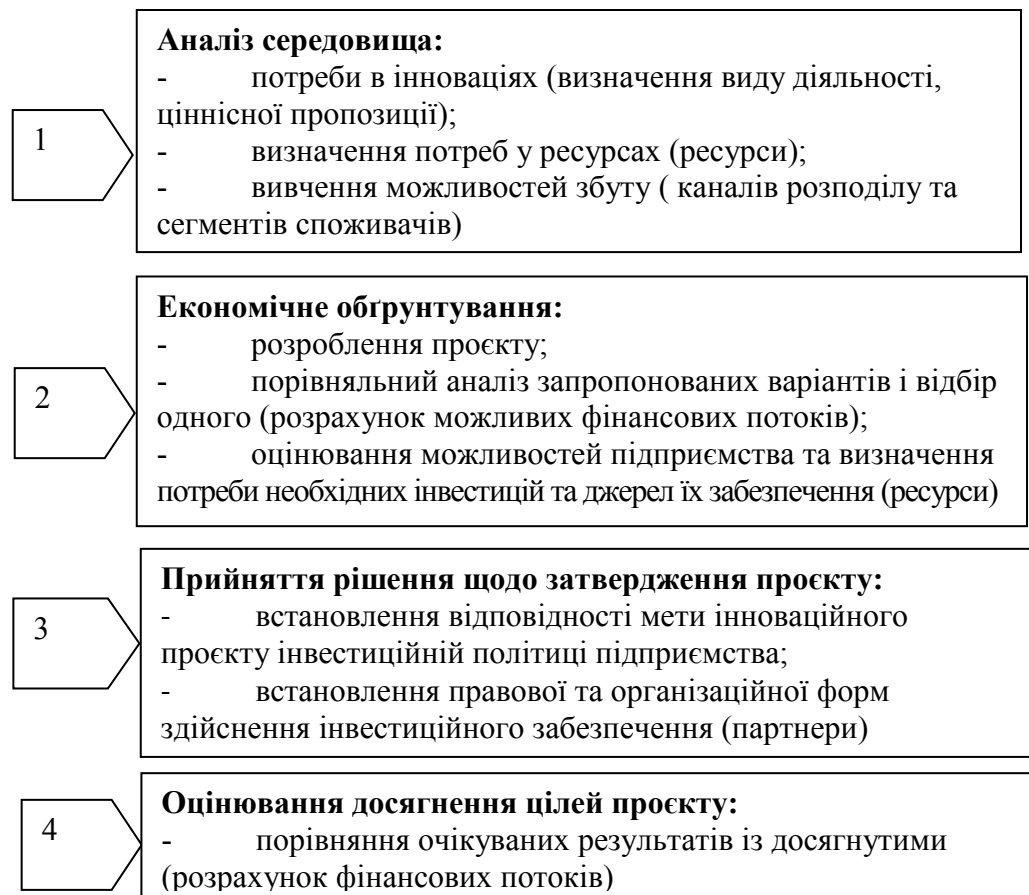 1
Аналіз середовища:
- потреби в інноваціях (визначення виду діяльності,
ціннісної пропозиції);
- визначення потреб у ресурсах (ресурси);
- вивчення можливостей збуту ( каналів розподілу та
сегментів споживачів)
2
Економічне обґрунтування:
- розроблення проєкту;
- порівняльний аналіз запропонованих варіантів і відбір
одного (розрахунок можливих фінансових потоків);
- оцінювання можливостей підприємства та визначення
потреби необхідних інвестицій та джерел їх забезпечення (ресурси)
3
Прийняття рішення щодо затвердження проєкту:
- встановлення відповідності мети інноваційного
проєкту інвестиційній політиці підприємства;
- встановлення правової та організаційної форм
здійснення інвестиційного забезпечення (партнери)
4
Оцінювання досягнення цілей проєкту:
- порівняння очікуваних результатів із досягнутими
(розрахунок фінансових потоків)